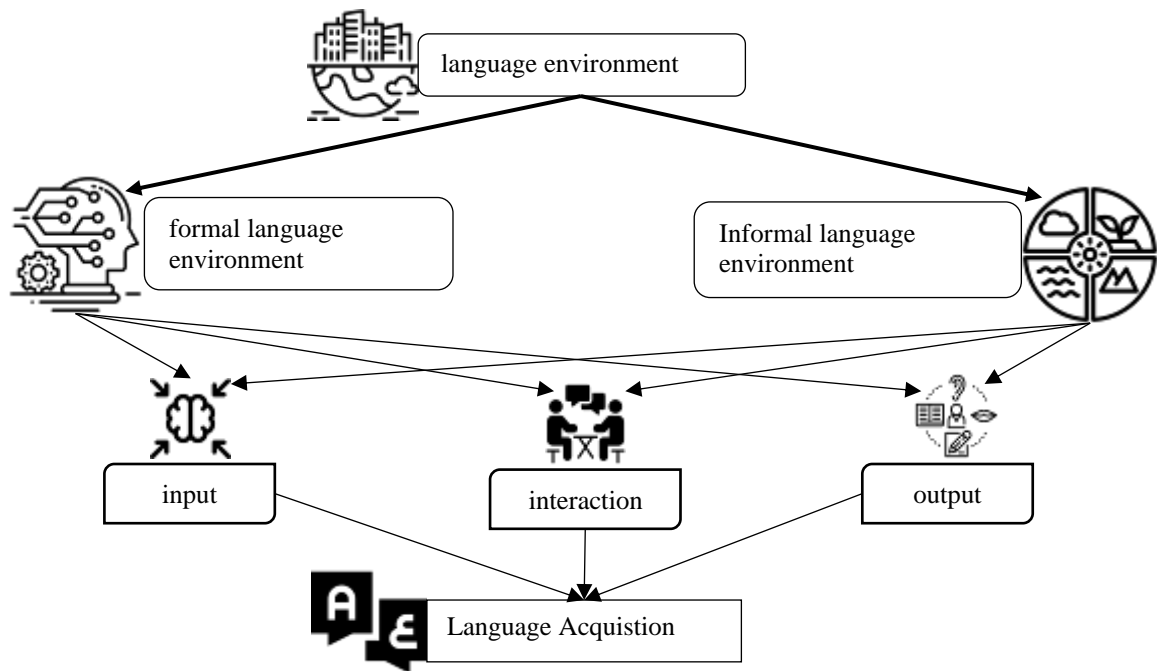 language environment
formal language
environment
Informal language
environment
input
interaction
output
A
Language Acquistion